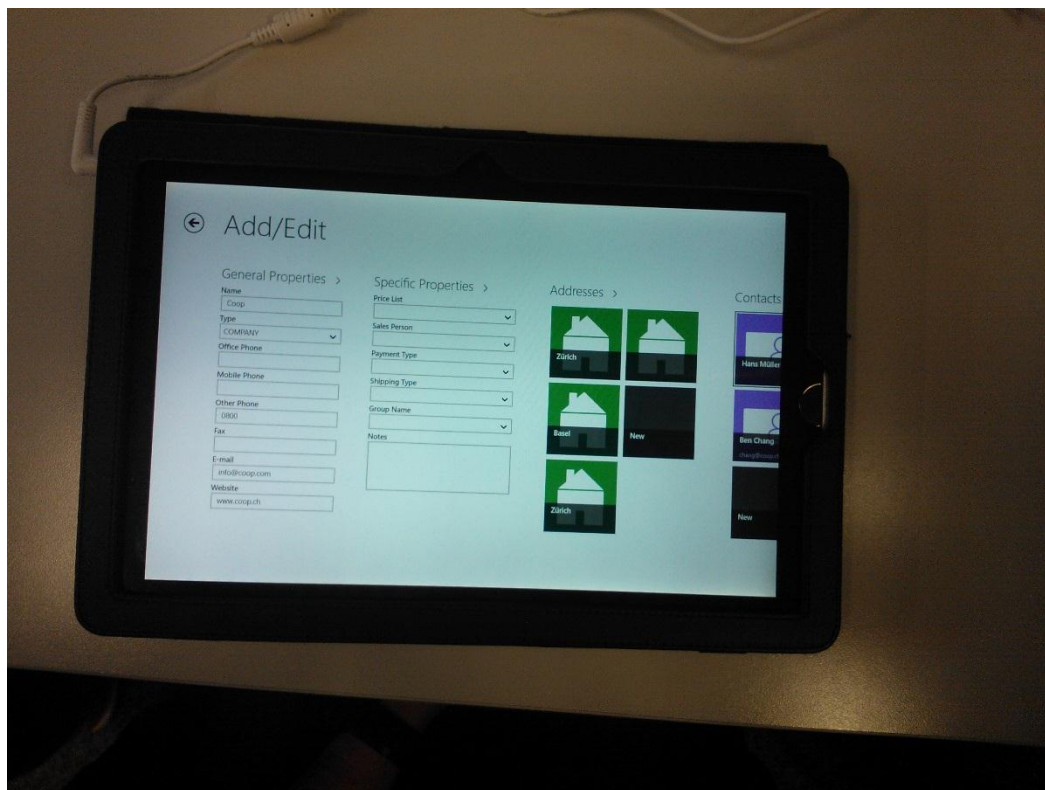 Add/Edit
General Properties >
Name
Coop
Type
COMPANY
Office Phone
Mobile Phone
Other Phone
0800
Fax
E-mail
info@coop.com
Website
www.coop.ch
Specific Properties >
Price List
Sales Person
Payment Type
Shipping Type
Group Name
Notes
Addresses >
Zürich
Basel
New
Zürich
Contacts
Hans Müller
Ben Chang
New